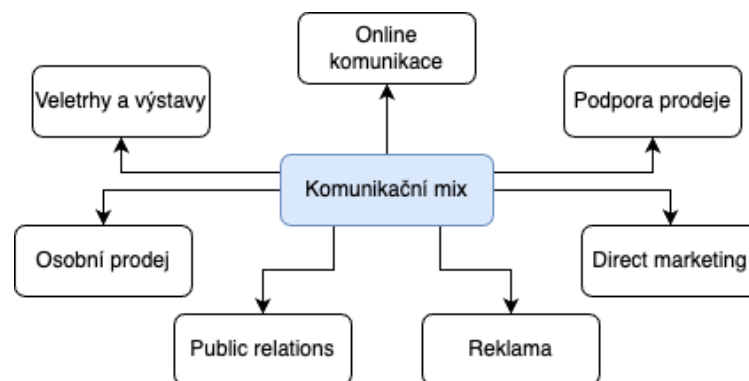 Online
komunikace
Veletrhy a výstavy
Podpora prodeje
Komunikační mix
Osobní prodej
Direct marketing
Public relations
Reklama